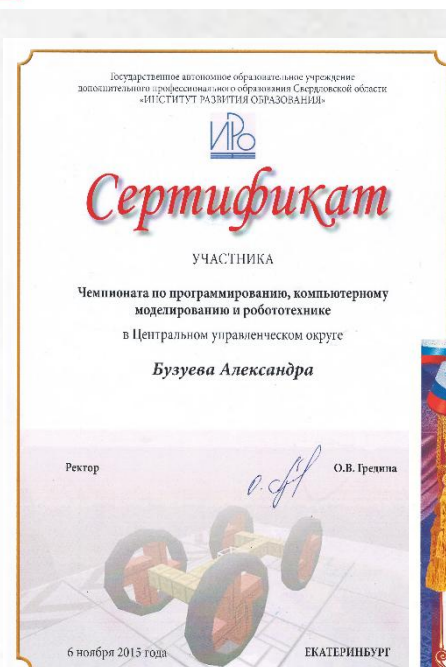 Государственное автономное образовательное учреждение
дополнительного профессионального образования Свердловской области
«ИНСТИТУТ РАЗВИТИЯ ОБРАЗОВАНИЯ»
ИРО
Сертификат
УЧАСТНИКА
Чемпионата по программированию, компьютерному
моделированию и робототехнике
в Центральном управленческом округе
Бузуева Александра
Ректор О.В. Гредина
6 ноября 2015 года ЕКАТЕРИНБУРГ